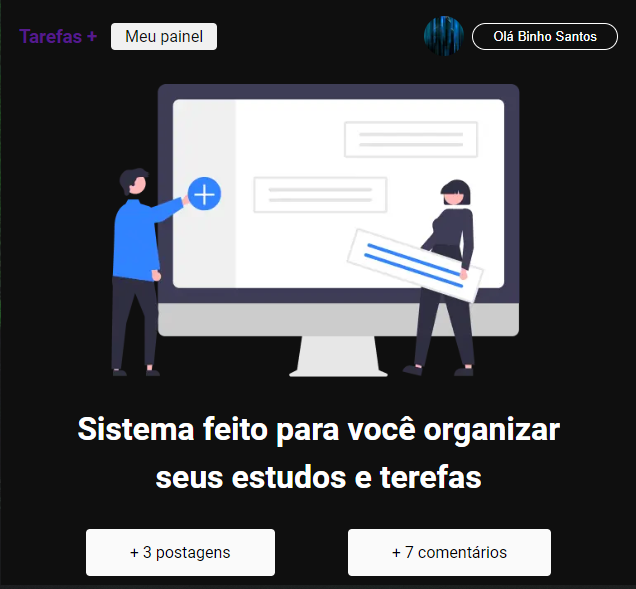 Tarefas +
Meu painel
Olá Binho Santos
Sistema feito para você organizar
seus estudos e terefas
+ 3 postagens
+ 7 comentários